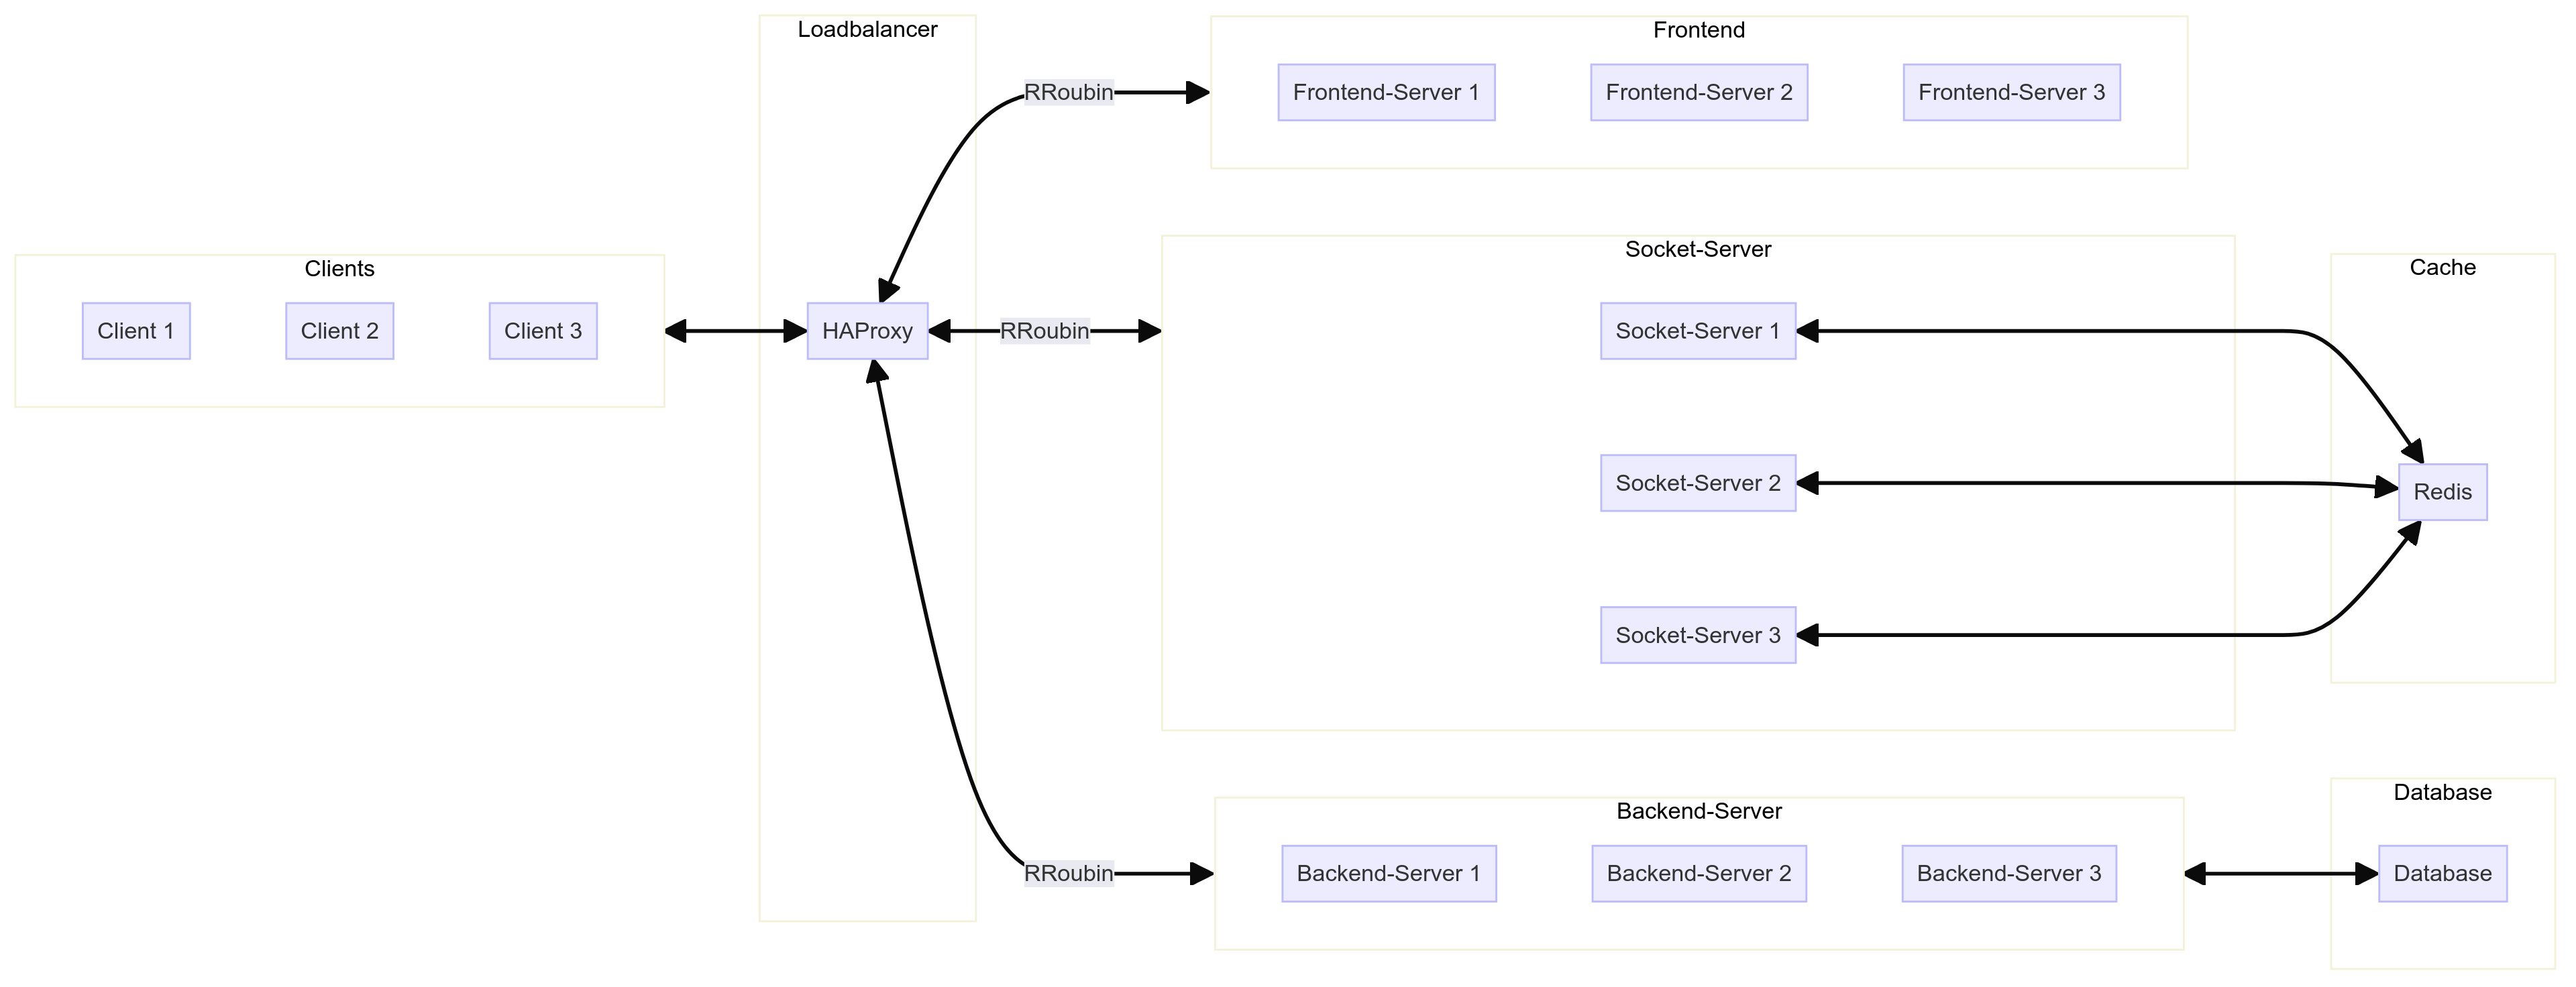 Loadbalancer
Frontend
RRoubin
Frontend-Server 1
Frontend-Server 2
Frontend-Server 3
Clients
Client 1
Client 2
Client 3
HAProxy
RRoubin
Socket-Server
Socket-Server 1
Socket-Server 2
Socket-Server 3
Cache
Redis
RRoubin
Backend-Server
Backend-Server 1
Backend-Server 2
Backend-Server 3
Database
Database